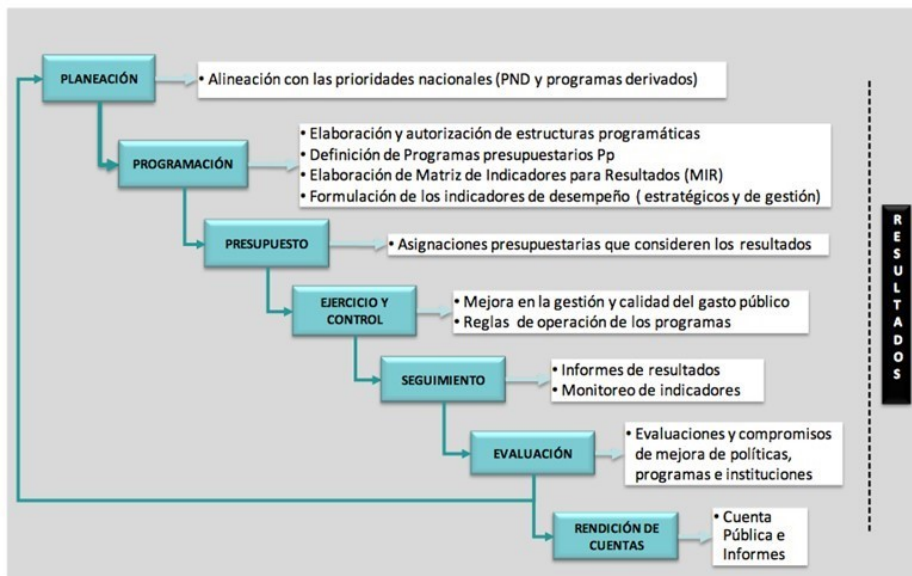 PLANEACIÓN
• Alineación con las prioridades nacionales (PND y programas derivados)
PROGRAMACIÓN
• Elaboración y autorización de estructuras programáticas
• Definición de Programas presupuestarios Pp
• Elaboración de Matriz de Indicadores para Resultados (MIR)
• Formulación de los indicadores de desempeño ( estratégicos y de gestión)
PRESUPUESTO
• Asignaciones presupuestarias que consideren los resultados
EJERCICIO Y
CONTROL
• Mejora en la gestión y calidad del gasto público
• Reglas de operación de los programas
SEGUIMIENTO
• Informes de resultados
• Monitoreo de indicadores
EVALUACIÓN
• Evaluaciones y compromisos
de mejora de políticas,
programas e instituciones
RENDICIÓN DE
CUENTAS
• Cuenta
Pública e
Informes
RESULTADOS